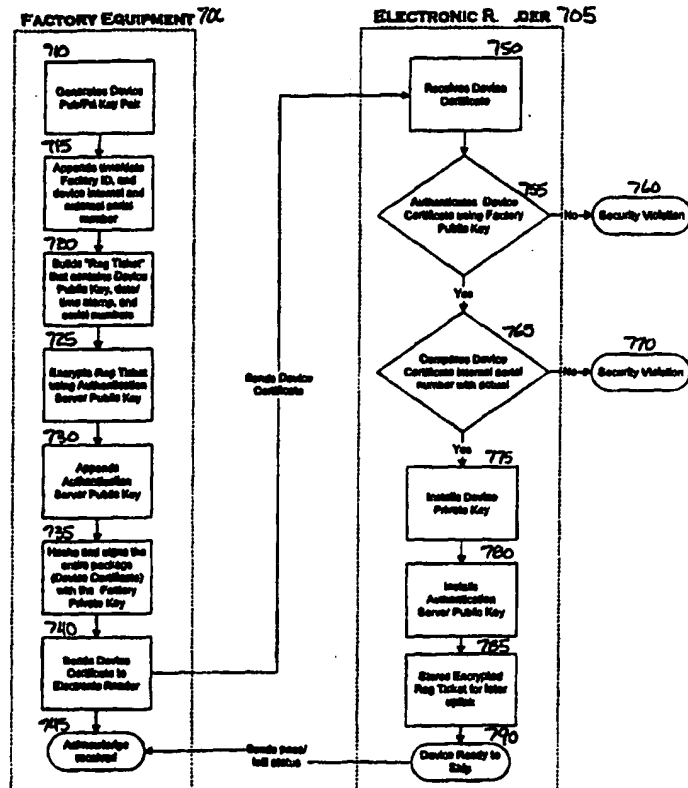 FACTORY EQUIPMENT 70
ELECTRONIC R DER 705
710
Generates Device
Pub/Pri Key Pair
715
Appends time/date
Factory ID, and
device internal and
external serial
number
720
Builds "Reg Ticket"
that contains Device
Public Key, date/
time stamp, and
serial numbers
725
Encrypts Reg Ticket
using Authentication
Server Public Key
730
Appends
Authentication
Server Public Key
735
Hashs and signs the
entire package
(Device Certificate)
with the Factory
Private Key
740
Sends Device
Certificate to
Electronic Reader
745
Acknowledge
received
Sends Device
Certificate
Sends pass/
fail status
750
Receives Device
Certificate
755
Authenticates Device
Certificate using Factory
Public Key
No
760
Security Violation
Yes
765
Compares Device
Certificate internal serial
number with actual
No
770
Security Violation
Yes
775
Installs Device
Private Key
780
Installs
Authentication
Server Public Key
785
Stores Encrypted
Reg Ticket for later
uplink
790
Device Ready to
Ship